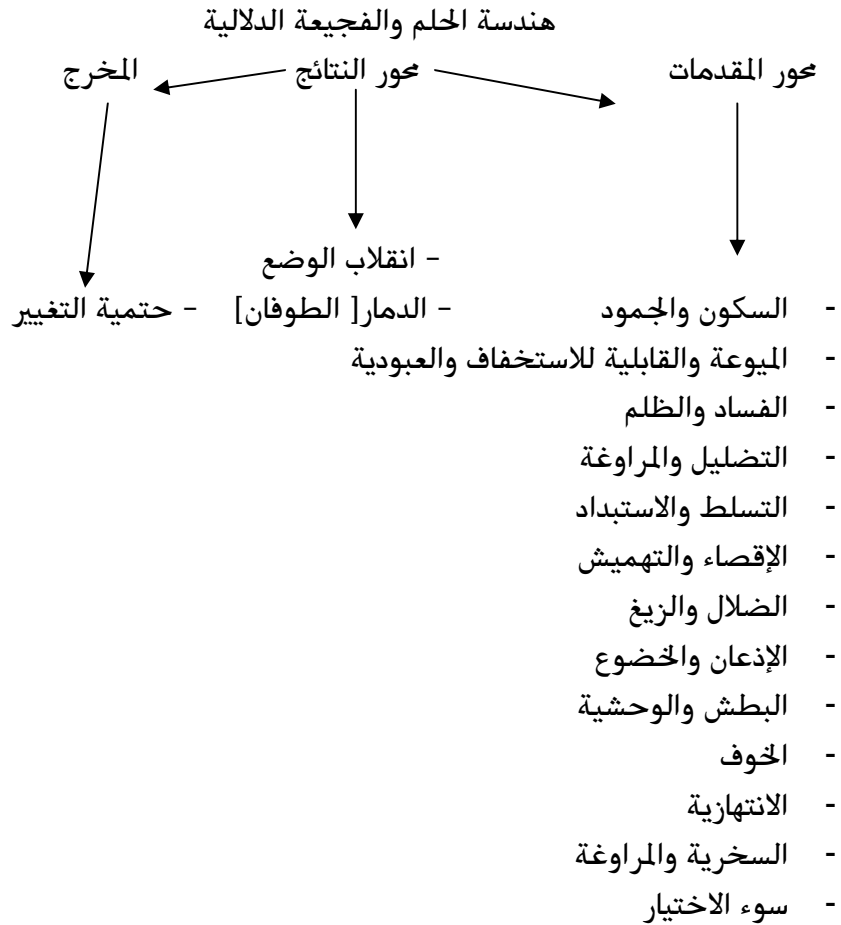 هندسة الحلم والفجيعة الدلالية
محور المقدمات محور النتائج المخرج
- انقلاب الوضع
- السكون والجمود - الدمار[ الطوفان] - حتمية التغيير
- الميوعة والقابلية للاستخفاف والعبودية
- الفساد والظلم
- التضليل والمراوغة
- التسلط والاستبداد
- الإقصاء والتهميش
- الضلال والزيغ
- الإذعان والخضوع
- البطش والوحشية
- الخوف
- الانتهازية
- السخرية والمراوغة
- سوء الاختيار